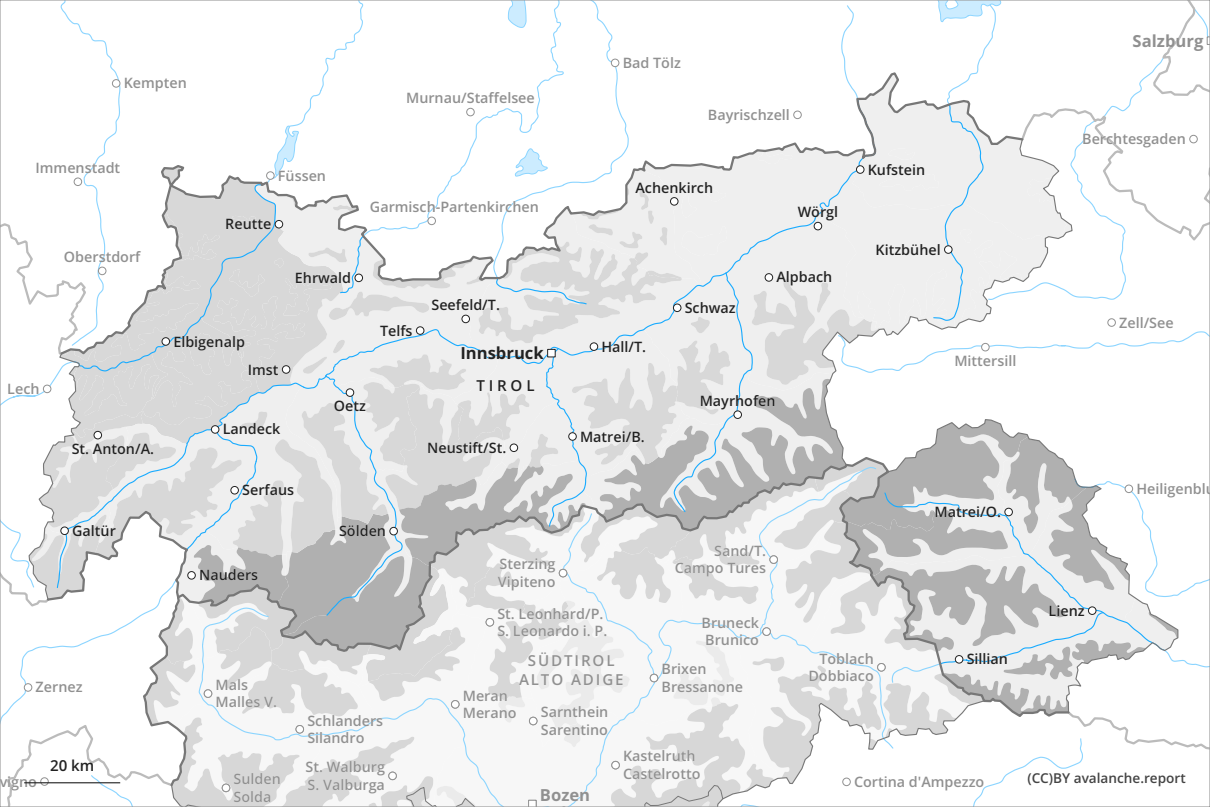 Salzburg
Bad Tölz
Kempten
Murnau/Staffelsee
Bayrischzell
Berchtesgaden
Immenstadt
Füssen
Kufstein
Achenkirch
Garmisch-Partenkirchen
Wörgl
Reutte
Kitzbühel
Oberstdorf
Ehrwald
Alpbach
Seefeld/T.
Schwaz
Zell/See
Telfs
Elbigenalp
Hall/T.
Innsbruck
Mittersill
Imst
TIROL
Lech
Mayrhofen
Oetz
Landeck
Matrei/B.
St. Anton/A.
Neustift/St.
Serfaus
Heiligenblu
Matrei/O.
Galtür
Sölden
Sand/T.
Campo Tures
Sterzing
Vipiteno
Nauders
Lienz
St. Leonhard/P.
S. Leonardo i. P.
Bruneck
Brunico
SÜDTIROL
ALTO ADIGE
Toblach
Dobbiaco
Sillian
Brixen
Bressanone
Zernez
Mals
Malles V.
Meran
Merano
Sarnthein
Sarentino
Schlanders
Silandro
Kastelruth
Castelrotto
20 km
St. Walburg
S. Valburga
vigno
Sulden
Solda
Cortina d'Ampezzo
(CC)BY avalanche.report
Bozen